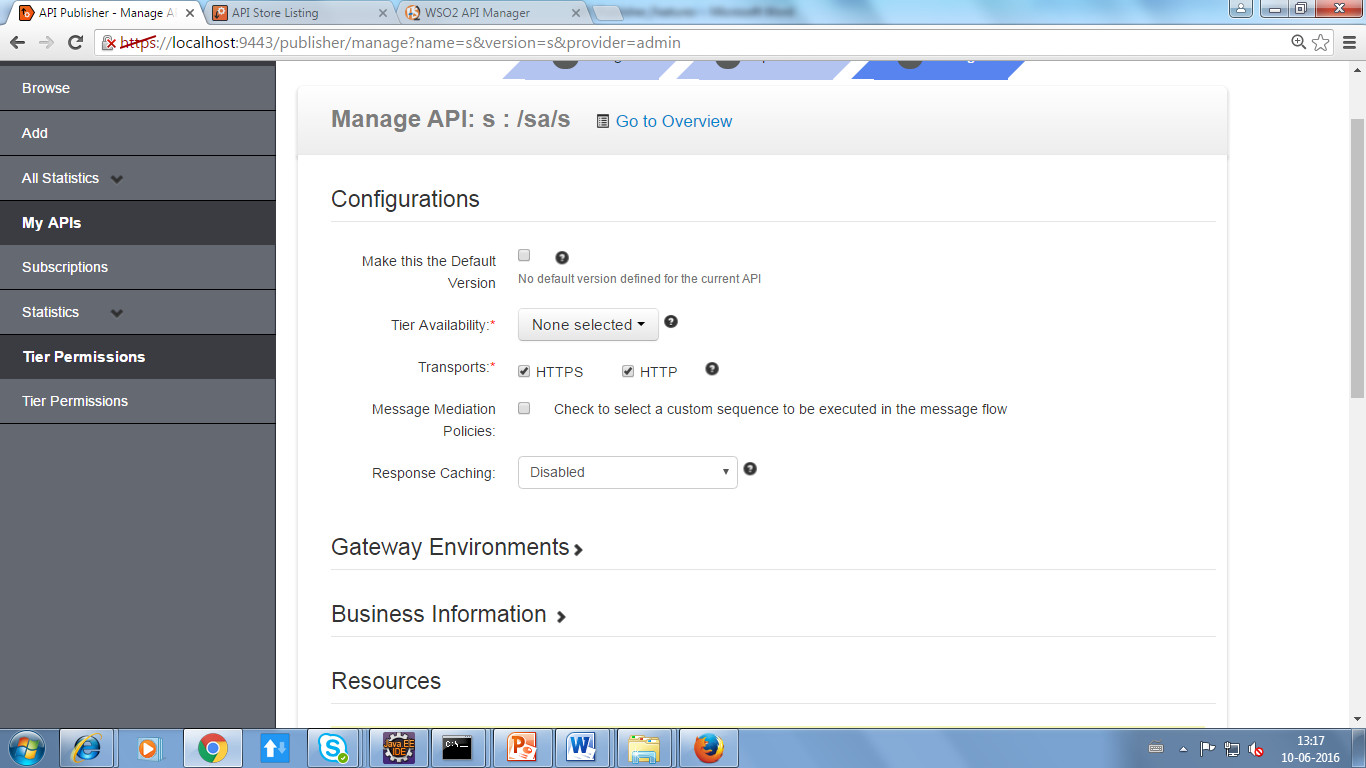 API Publisher - Manage A
API Store Listing
WSO2 API Manager
https://localhost:9443/publisher/manage?name=s&version=s&provider=admin
Browse
Add
All Statistics
My APIs
Subscriptions
Statistics
Tier Permissions
Tier Permissions
Manage API: s : /sa/s
Go to Overview
Configurations
Make this the Default
Version
No default version defined for the current API
Tier Availability:*
None selected
Transports:*
HTTPS
HTTP
Message Mediation
Policies:
Check to select a custom sequence to be executed in the message flow
Response Caching:
Disabled
Gateway Environments
Business Information
Resources
Java EE
IDE
C:\
13:17
10-06-2016